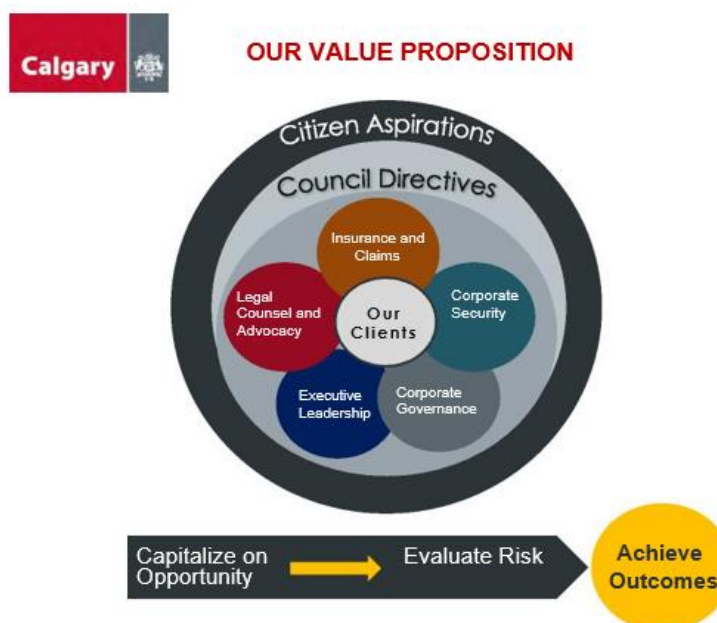 Calgary
OUR VALUE PROPOSITION
Citizen Aspirations
Council Directives
Insurance and
Claims
Legal
Counsel and
Advocacy
Our
Clients
Corporate
Security
Executive
Leadership
Corporate
Governance
Capitalize on
Opportunity
Evaluate Risk
Achieve
Outcomes